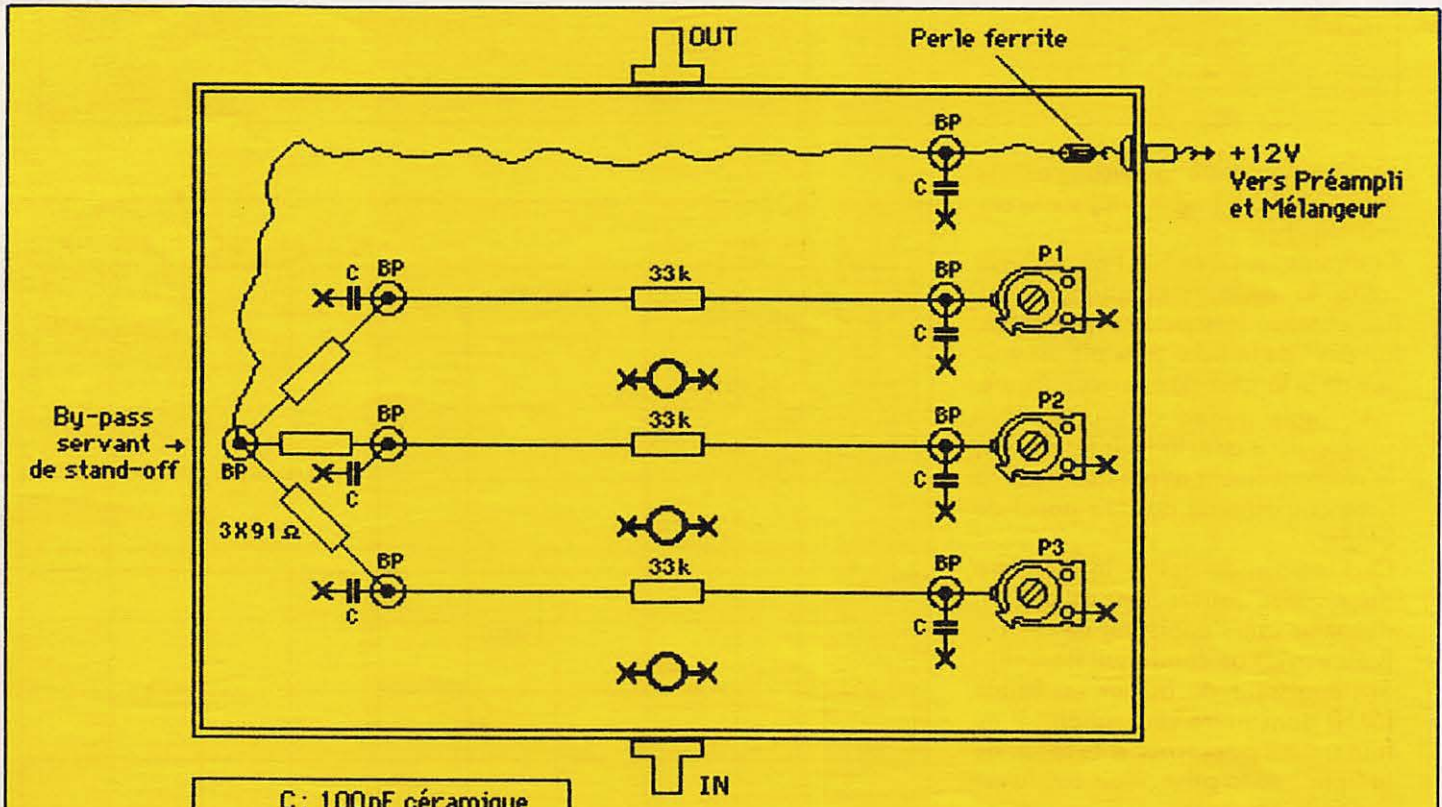 OUT
Perle ferrite
BP
+12V
C
Vers Préampli
et Mélangeur
C BP
33k
BP
P1
C
By-pass
servant →
de stand-off
BP
BP
33k
BP
P2
C
C
3X91Ω
BP
33k
BP
P3
C
C
IN
C: 100pF céramique